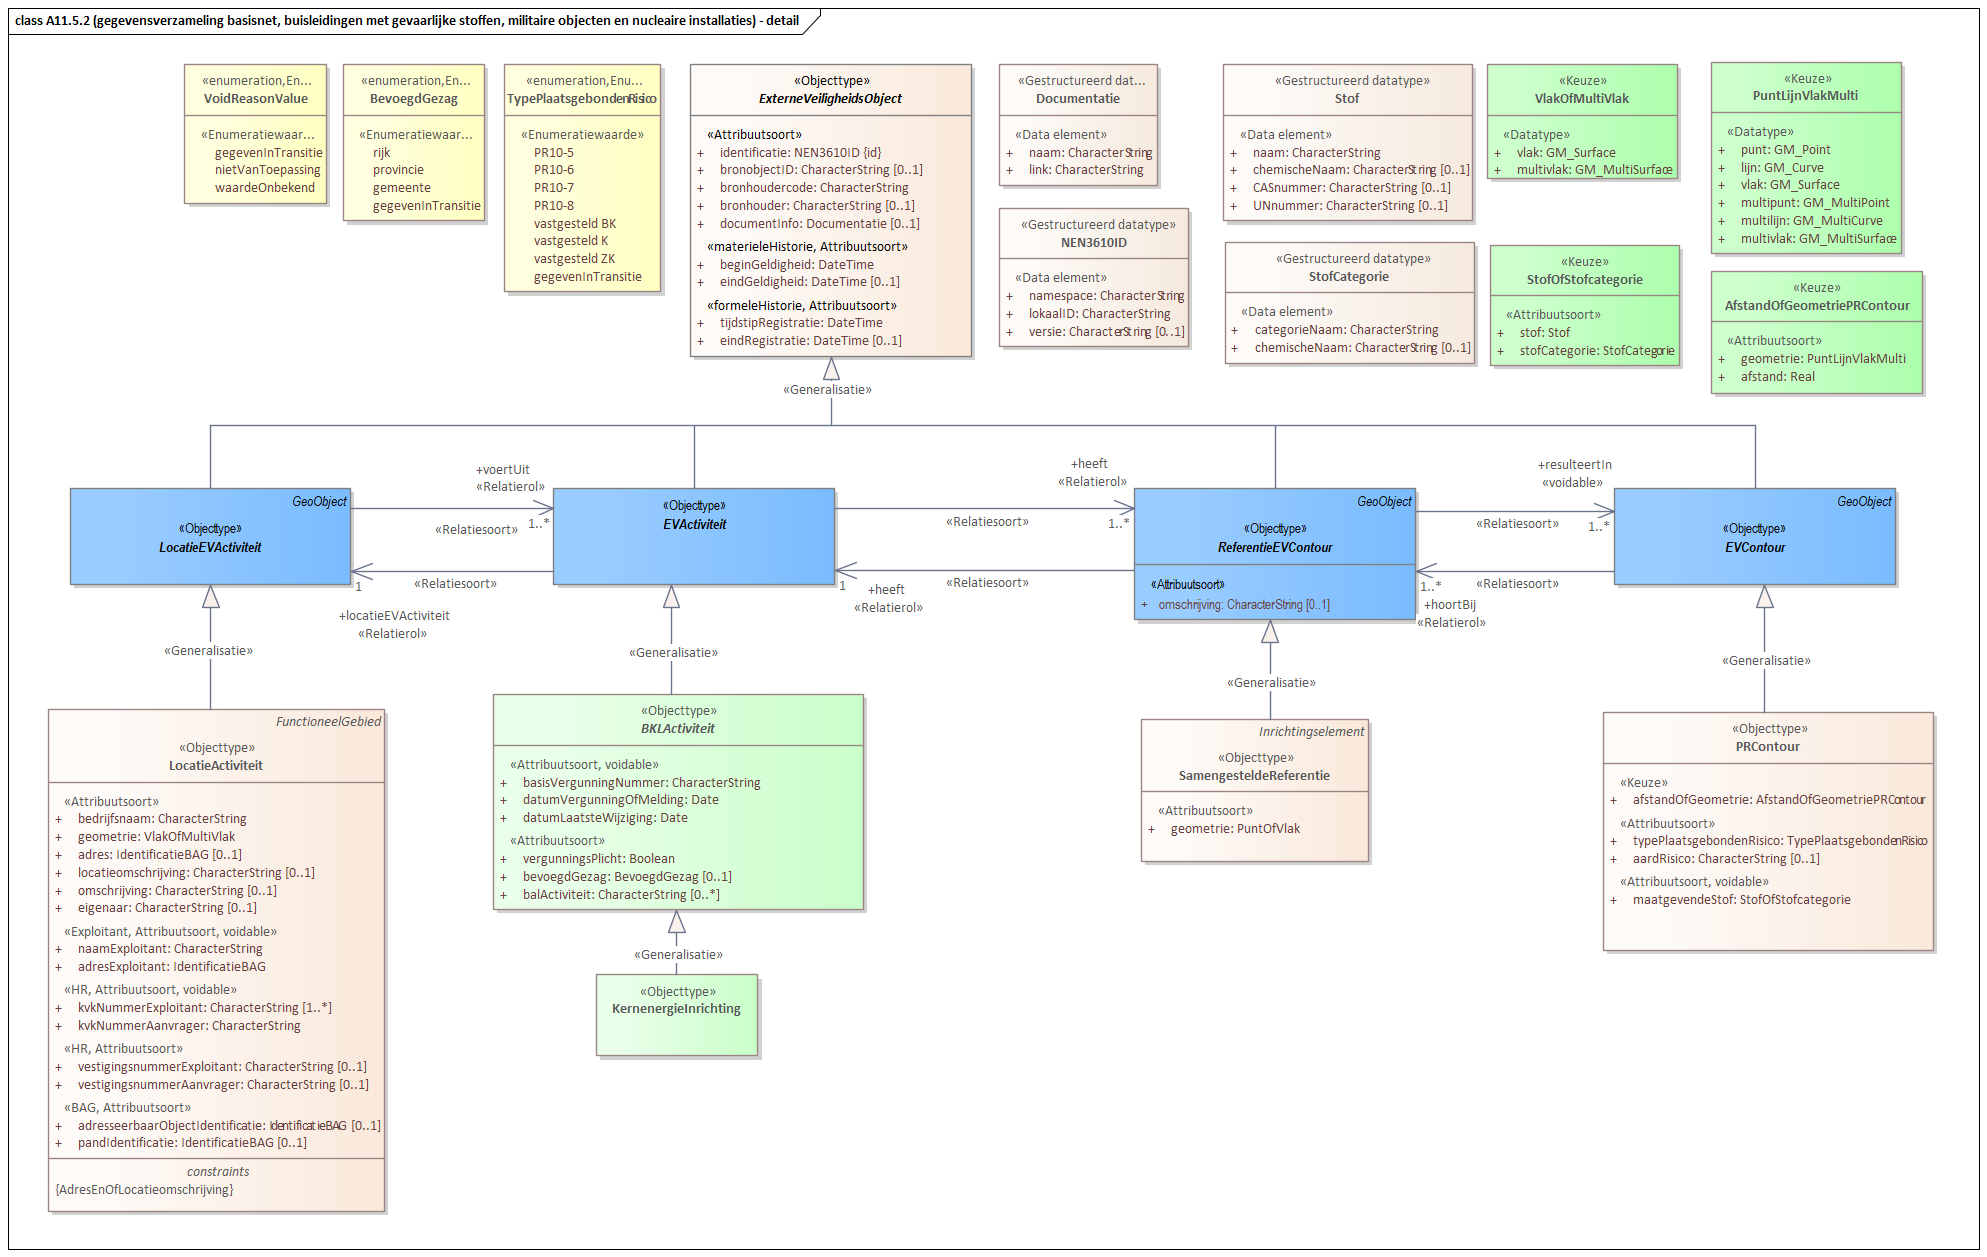 class A11.5.2 (gegevensverzameling basisnet, buisleidingen met gevaarlijke stoffen, militaire objecten en nucleaire installaties) - detail
«enumeration,En...
VoidReasonValue
«Enumeratiewaar...
gegevenInTransitie
nietVanToepassing
waardeOnbekend
«enumeration,En...
BevoegdGezag
«Enumeratiewaar...
rijk
provincie
gemeente
gegevenInTransitie
«enumeration,Enu...
TypePlaatsgebondenRisico
«Enumeratiewaarde»
PR10-5
PR10-6
PR10-7
PR10-8
vastgesteld BK
vastgesteld K
vastgesteld ZK
gegevenInTransitie
«Objecttype»
ExterneVeiligheidsObject
«Attribuutsoort»
+ identificatie: NEN3610ID {id}
+ bronobjectID: CharacterString [0..1]
+ bronhoudercode: CharacterString
+ bronhouder: CharacterString [0..1]
+ documentInfo: Documentatie [0..1]
«materieleHistorie, Attribuutsoort»
+ beginGeldigheid: DateTime
+ eindGeldigheid: DateTime [0..1]
«formeleHistorie, Attribuutsoort»
+ tijdstipRegistratie: DateTime
+ eindRegistratie: DateTime [0..1]
«Gestructureerd dat...
Documentatie
«Data element»
+ naam: CharacterString
+ link: CharacterString
«Gestructureerd datatype»
NEN3610ID
«Data element»
+ namespace: CharacterString
+ lokaalID: CharacterString
+ versie: CharacterString [0..1]
«Gestructureerd datatype»
Stof
«Data element»
+ naam: CharacterString
+ chemischeNaam: CharacterString [0..1]
+ CASnummer: CharacterString [0..1]
+ UNnummer: CharacterString [0..1]
«Gestructureerd datatype»
StofCategorie
«Data element»
+ categorieNaam: CharacterString
+ chemischeNaam: CharacterString [0..1]
«Keuze»
VlakOfMultiVlak
«Datatype»
+ vlak: GM_Surface
+ multivlak: GM_MultiSurface
«Keuze»
StofOfStofcategorie
«Attribuutsoort»
+ stof: Stof
+ stofCategorie: StofCategorie
«Keuze»
PuntLijnVlakMulti
«Datatype»
+ punt: GM_Point
+ lijn: GM_Curve
+ vlak: GM_Surface
+ multipunt: GM_MultiPoint
+ multilijn: GM_MultiCurve
+ multivlak: GM_MultiSurface
«Keuze»
AfstandOfGeometriePRContour
«Attribuutsoort»
+ geometrie: PuntLijnVlakMulti
+ afstand: Real
«Generalisatie»
GeoObject
«Objecttype»
LocatieEVActiviteit
+voertUit
«Relatierol»
1..*
«Relatiesoort»
«Relatiesoort»
1
+locatieEVActiviteit
«Relatierol»
«Objecttype»
EVActiviteit
+heeft
«Relatierol»
1..*
«Relatiesoort»
«Relatiesoort»
1
+heeft
«Relatierol»
GeoObject
«Objecttype»
ReferentieEVContour
«Attribuutsoort»
+ omschrijving: CharacterString [0..1]
+resulteertIn
«voidable»
1..*
«Relatiesoort»
«Relatiesoort»
1..*
+hoortBij
«Relatierol»
GeoObject
«Objecttype»
EVContour
«Generalisatie»
«Generalisatie»
«Generalisatie»
«Generalisatie»
FunctioneelGebied
«Objecttype»
LocatieActiviteit
«Attribuutsoort»
+ bedrijfsnaam: CharacterString
+ geometrie: VlakOfMultiVlak
+ adres: IdentificatieBAG [0..1]
+ locatieomschrijving: CharacterString [0..1]
+ omschrijving: CharacterString [0..1]
+ eigenaar: CharacterString [0..1]
«Exploitant, Attribuutsoort, voidable»
+ naamExploitant: CharacterString
+ adresExploitant: IdentificatieBAG
«HR, Attribuutsoort, voidable»
+ kvkNummerExploitant: CharacterString [1..*]
+ kvkNummerAanvrager: CharacterString
«HR, Attribuutsoort»
+ vestigingsnummerExploitant: CharacterString [0..1]
+ vestigingsnummerAanvrager: CharacterString [0..1]
«BAG, Attribuutsoort»
+ adresseerbaarObjectIdentificatie: IdentificatieBAG [0..1]
+ pandIdentificatie: IdentificatieBAG [0..1]
constraints
{AdresEnOfLocatieomschrijving}
«Objecttype»
BKLActiviteit
«Attribuutsoort, voidable»
+ basisVergunningNummer: CharacterString
+ datumVergunningOfMelding: Date
+ datumLaatsteWijziging: Date
«Attribuutsoort»
+ vergunningsPlicht: Boolean
+ bevoegdGezag: BevoegdGezag [0..1]
+ balActiviteit: CharacterString [0..*]
«Generalisatie»
«Objecttype»
KernenergieInrichting
Inrichtingselement
«Objecttype»
SamengesteldeReferentie
«Attribuutsoort»
+ geometrie: PuntOfVlak
«Objecttype»
PRContour
«Keuze»
+ afstandOfGeometrie: AfstandOfGeometriePRContour
«Attribuutsoort»
+ typePlaatsgebondenRisico: TypePlaatsgebondenRisico
+ aardRisico: CharacterString [0..1]
«Attribuutsoort, voidable»
+ maatgevendeStof: StofOfStofcategorie